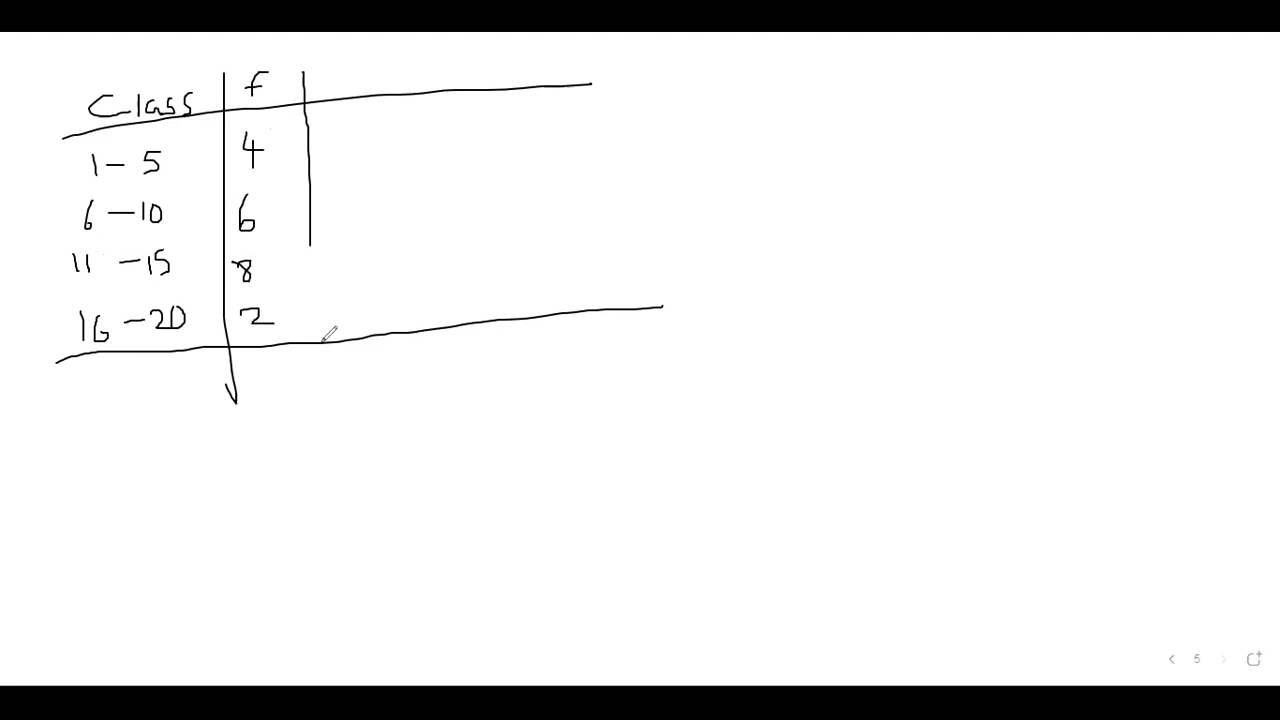 Class f
1 - 5 4
6 - 10 6
11 - 15 8
16 - 20 2
< 5 >